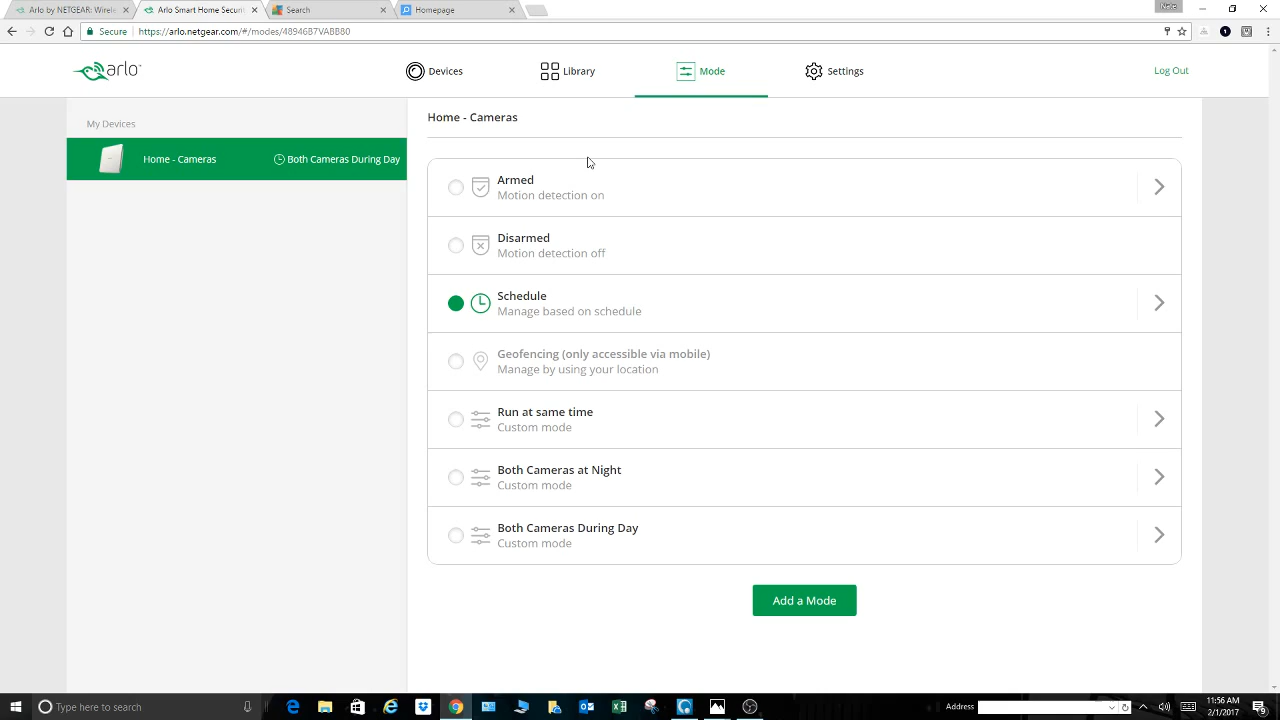 Arlo by NETGEAR: Wirele
Arlo Smart Home Securit
Search
Homepage
Secure
https://arlo.netgear.com/#/modes/48946B7VABB80
arlo
Devices
Library
Mode
Settings
Log Out
My Devices
Home - Cameras
Both Cameras During Day
Home - Cameras
Armed
Motion detection on
Disarmed
Motion detection off
Schedule
Manage based on schedule
Geofencing (only accessible via mobile)
Manage by using your location
Run at same time
Custom mode
Both Cameras at Night
Custom mode
Both Cameras During Day
Custom mode
Add a Mode
Type here to search
Address
11:56 AM
2/1/2017